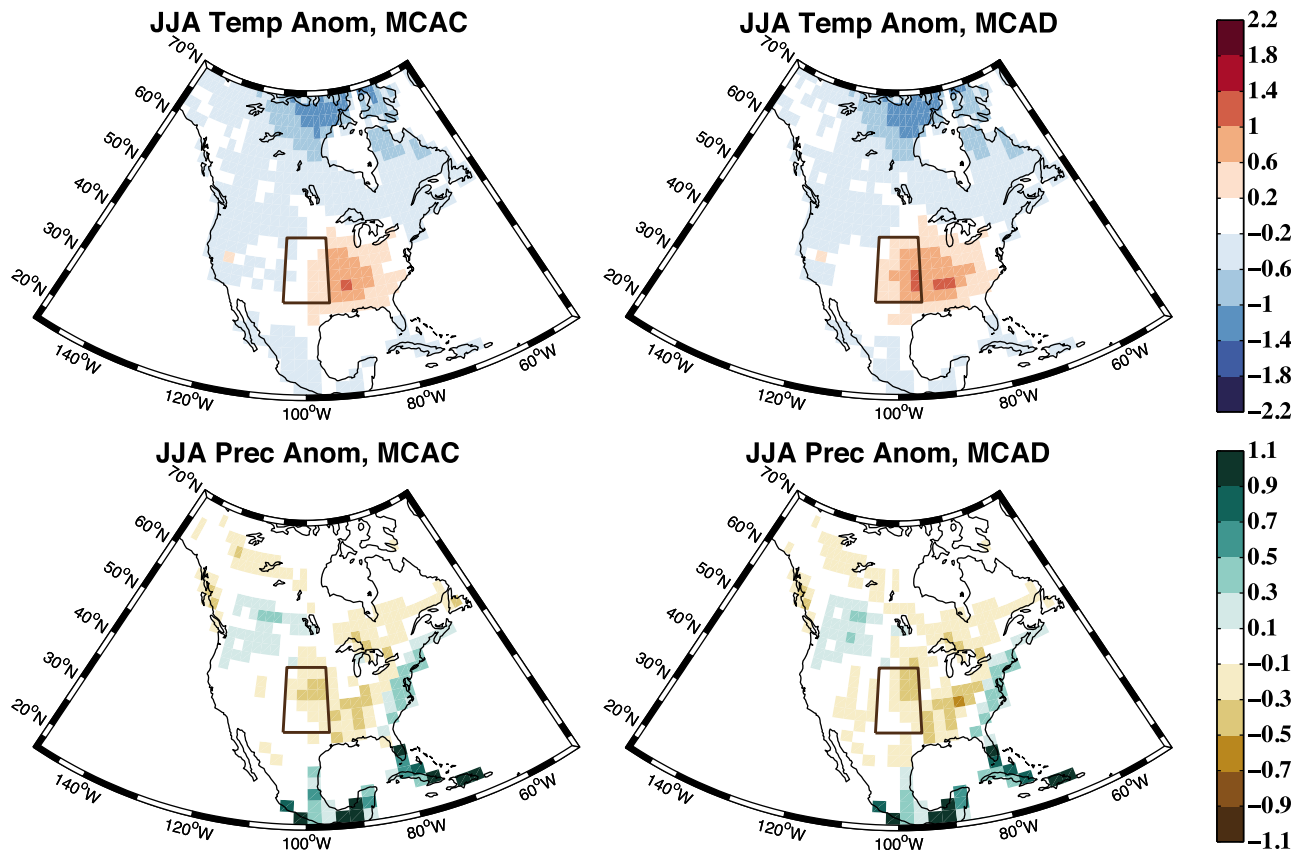 JJA Temp Anom, MCAC
70°N
60°N
50°N
40°N
30°N
20°N
140°W
120°W
100°W
80°W
60°W
JJA Temp Anom, MCAD
70°N
60°N
50°N
40°N
30°N
20°N
140°W
120°W
100°W
80°W
60°W
2.2
1.8
1.4
1
0.6
0.2
−0.2
−0.6
−1
−1.4
−1.8
−2.2
JJA Prec Anom, MCAC
70°N
60°N
50°N
40°N
30°N
20°N
140°W
120°W
100°W
80°W
60°W
JJA Prec Anom, MCAD
70°N
60°N
50°N
40°N
30°N
20°N
140°W
120°W
100°W
80°W
60°W
1.1
0.9
0.7
0.5
0.3
0.1
−0.1
−0.3
−0.5
−0.7
−0.9
−1.1